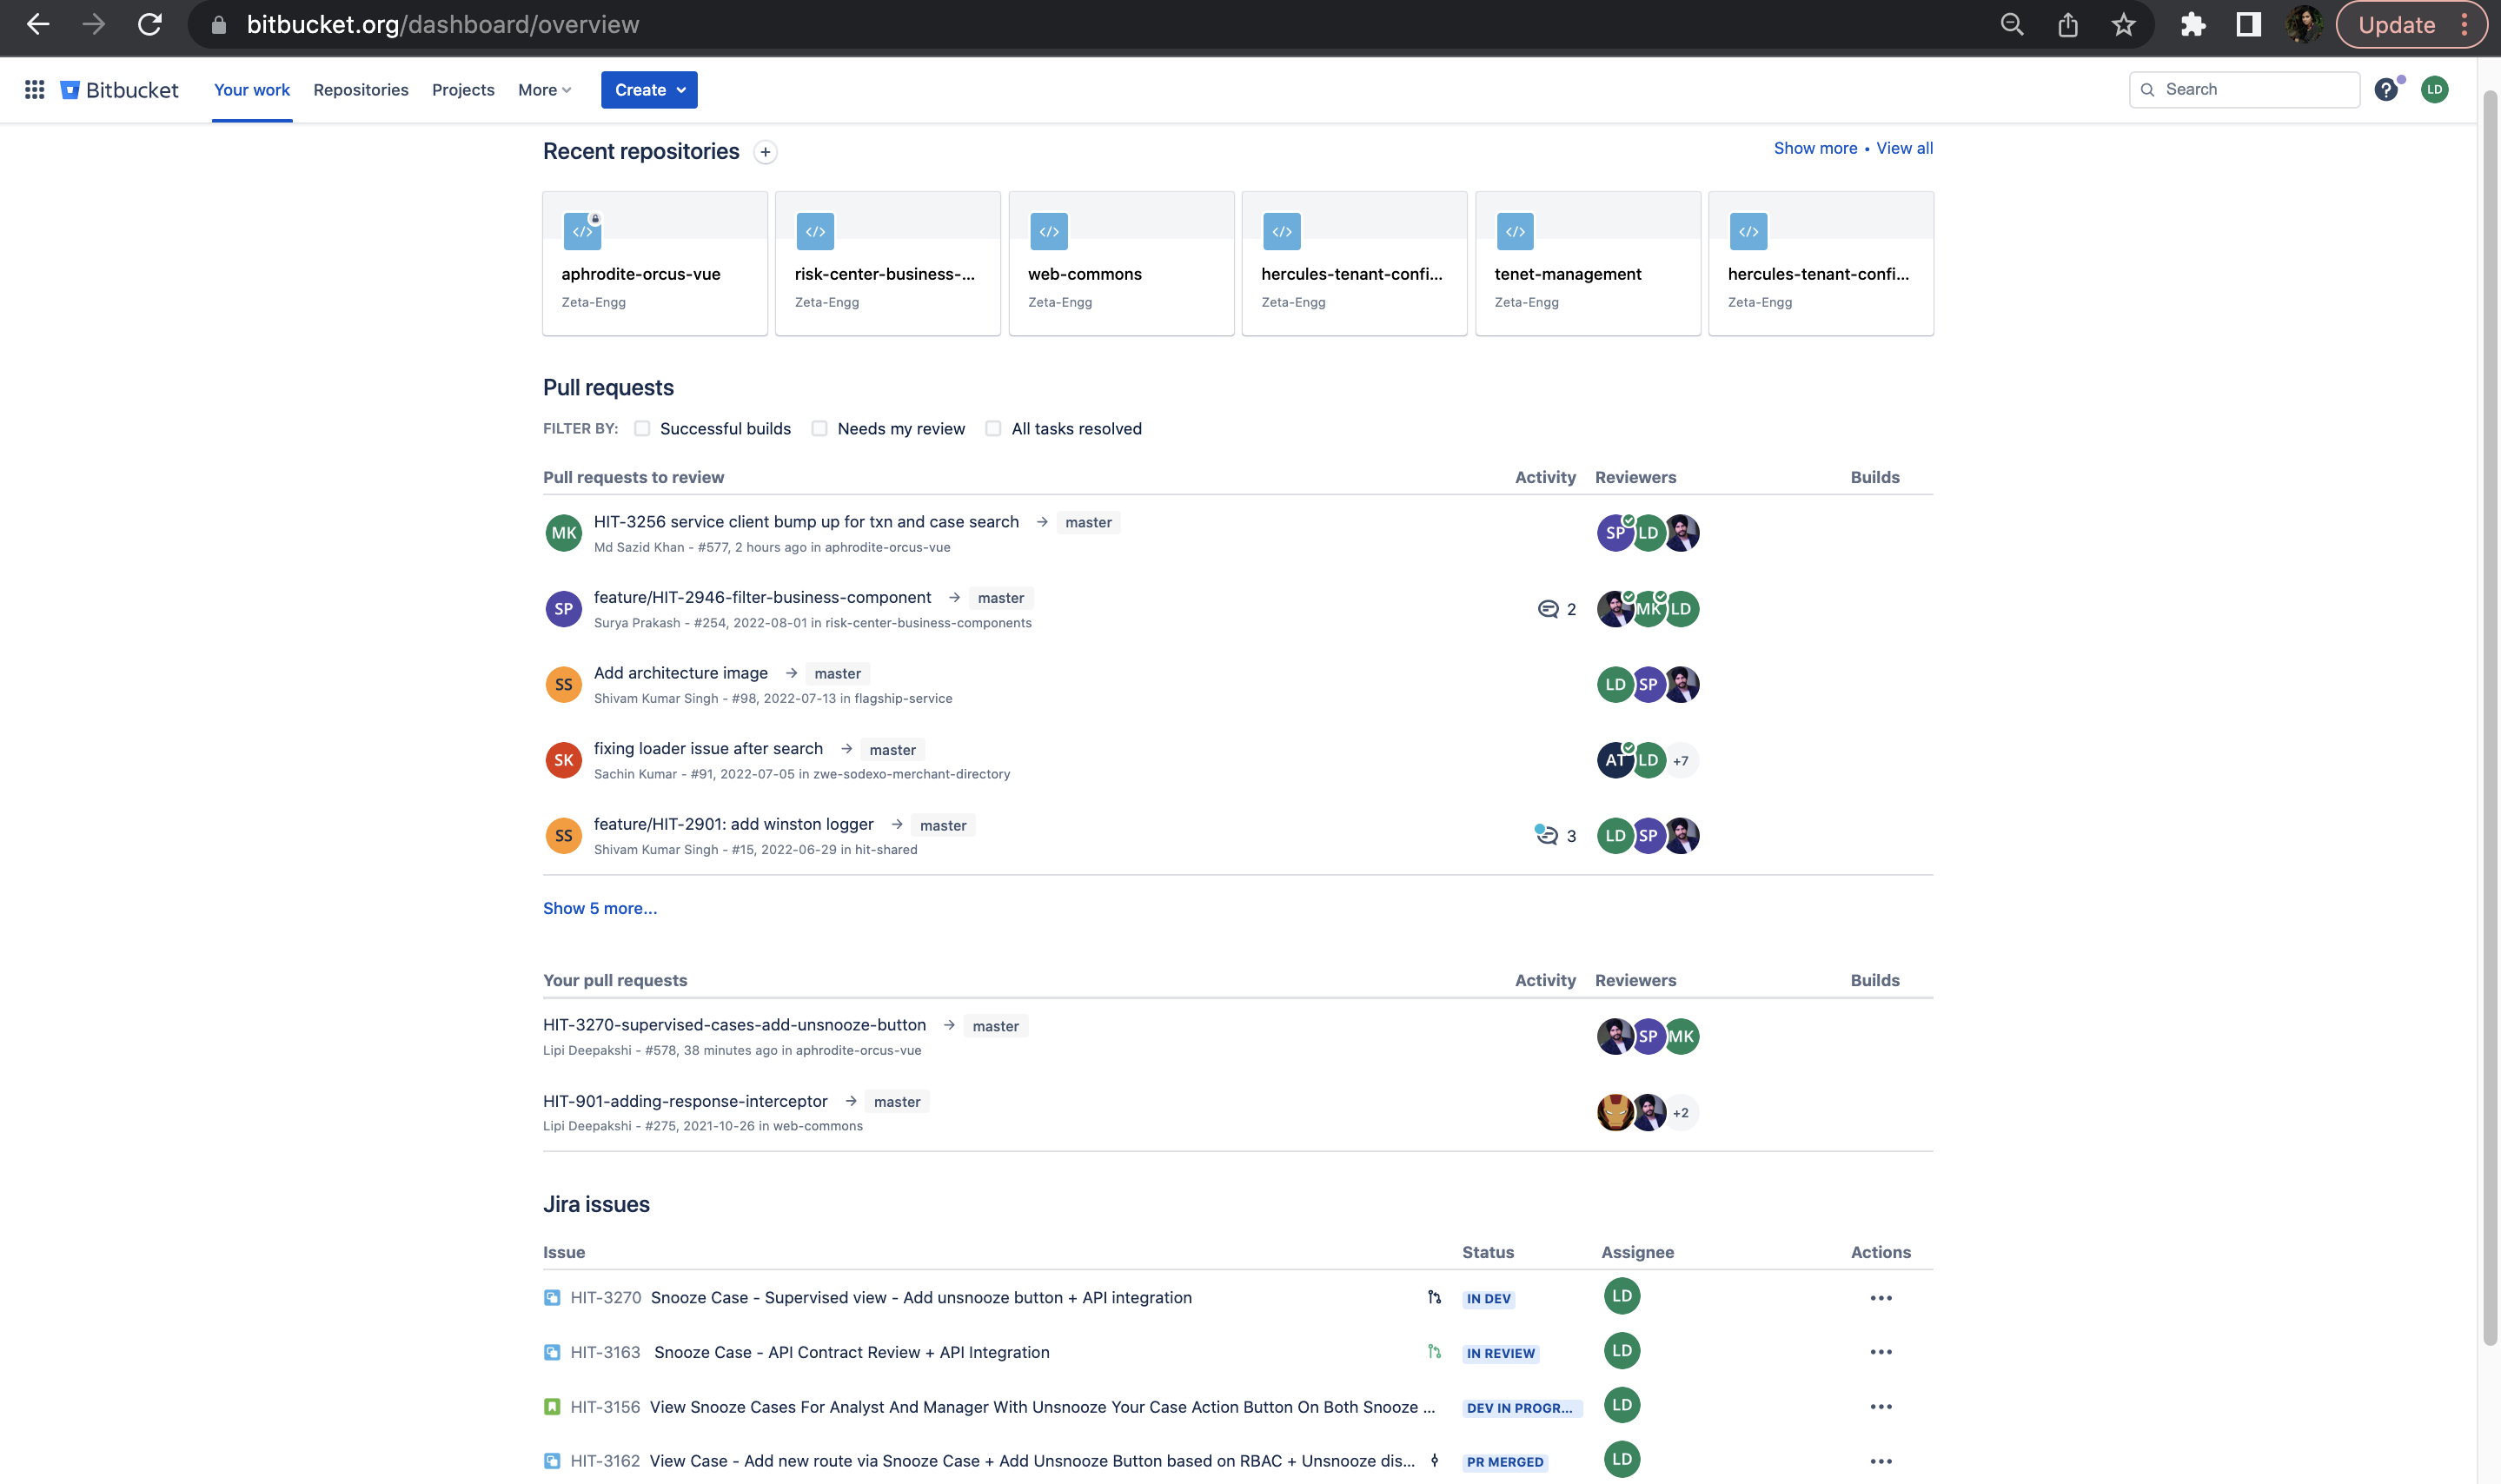 bitbucket.org/dashboard/overview
Update
Bitbucket
Your work
Repositories
Projects
More
Create
Search
?
LD
Recent repositories +
Show more • View all
</>
aphrodite-orcus-vue
Zeta-Engg
</>
risk-center-business-...
Zeta-Engg
</>
web-commons
Zeta-Engg
</>
hercules-tenant-confi...
Zeta-Engg
</>
tenet-management
Zeta-Engg
</>
hercules-tenant-confi...
Zeta-Engg
Pull requests
FILTER BY: Successful builds Needs my review All tasks resolved
Pull requests to review Activity Reviewers Builds
MK HIT-3256 service client bump up for txn and case search → master SP LD
Md Sazid Khan - #577, 2 hours ago in aphrodite-orcus-vue
SP feature/HIT-2946-filter-business-component → master 2 MK LD
Surya Prakash - #254, 2022-08-01 in risk-center-business-components
SS Add architecture image → master LD SP
Shivam Kumar Singh - #98, 2022-07-13 in flagship-service
SK fixing loader issue after search → master AT LD +7
Sachin Kumar - #91, 2022-07-05 in zwe-sodexo-merchant-directory
SS feature/HIT-2901: add winston logger → master 3 LD SP
Shivam Kumar Singh - #15, 2022-06-29 in hit-shared
Show 5 more...
Your pull requests Activity Reviewers Builds
HIT-3270-supervised-cases-add-unsnooze-button → master SP MK
Lipi Deepakshi - #578, 38 minutes ago in aphrodite-orcus-vue
HIT-901-adding-response-interceptor → master +2
Lipi Deepakshi - #275, 2021-10-26 in web-commons
Jira issues
Issue Status Assignee Actions
HIT-3270 Snooze Case - Supervised view - Add unsnooze button + API integration IN DEV LD
HIT-3163 Snooze Case - API Contract Review + API Integration IN REVIEW LD
HIT-3156 View Snooze Cases For Analyst And Manager With Unsnooze Your Case Action Button On Both Snooze ... DEV IN PROGR... LD
HIT-3162 View Case - Add new route via Snooze Case + Add Unsnooze Button based on RBAC + Unsnooze dis... PR MERGED LD